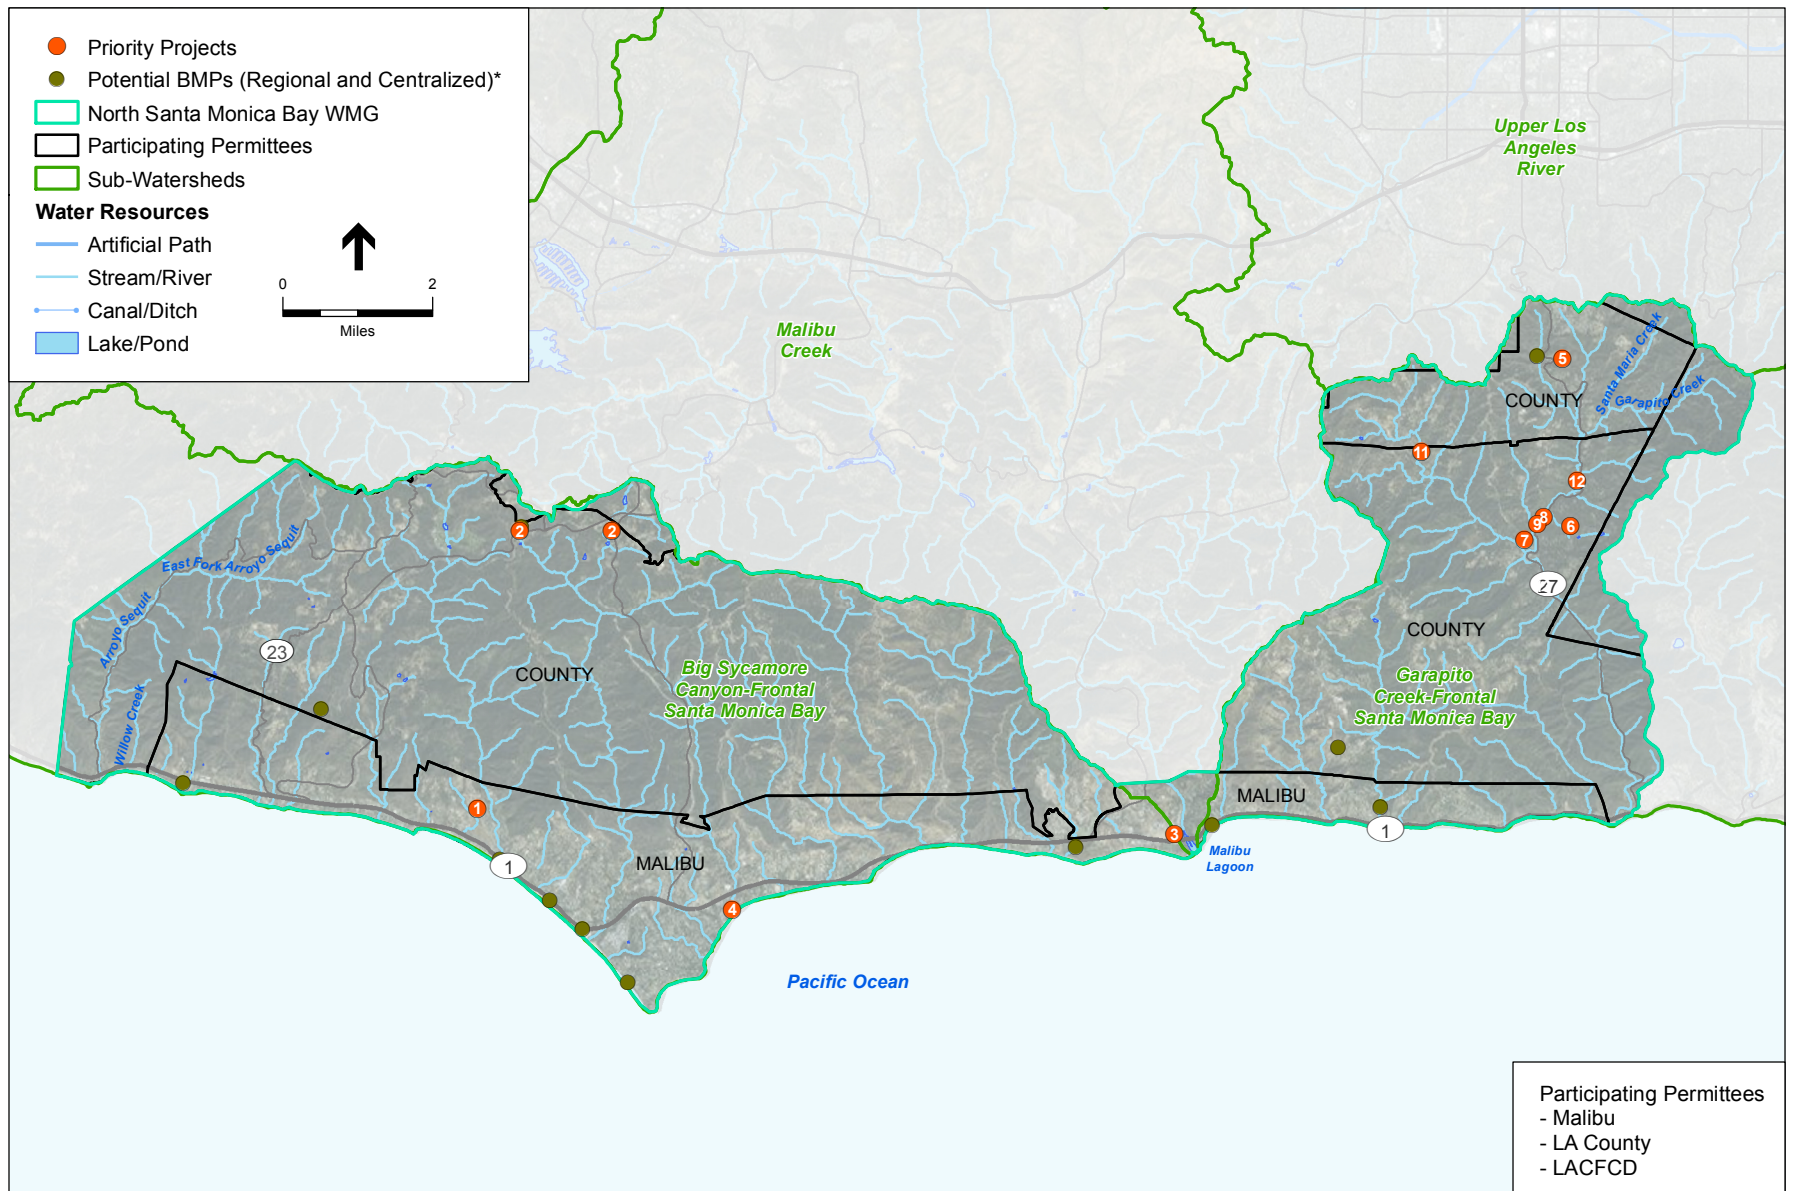 Priority Projects
Potential BMPs (Regional and Centralized)*
North Santa Monica Bay WMG
Participating Permittees
Sub-Watersheds
Water Resources
Artificial Path
Stream/River
Canal/Ditch
Lake/Pond
0 2
Miles
Upper Los
Angeles
River
Malibu
Creek
5
Santa Maria Creek
Garapito Creek
COUNTY
11
12
2
2
8
9
6
7
East Fork Arroyo Sequit
27
Arroyo Sequit
COUNTY
23
COUNTY
Big Sycamore
Canyon-Frontal
Santa Monica Bay
Garapito
Creek-Frontal
Santa Monica Bay
Willow Creek
MALIBU
1
3
1
Malibu
Lagoon
MALIBU
1
4
Pacific Ocean
Participating Permittees
- Malibu
- LA County
- LACFCD